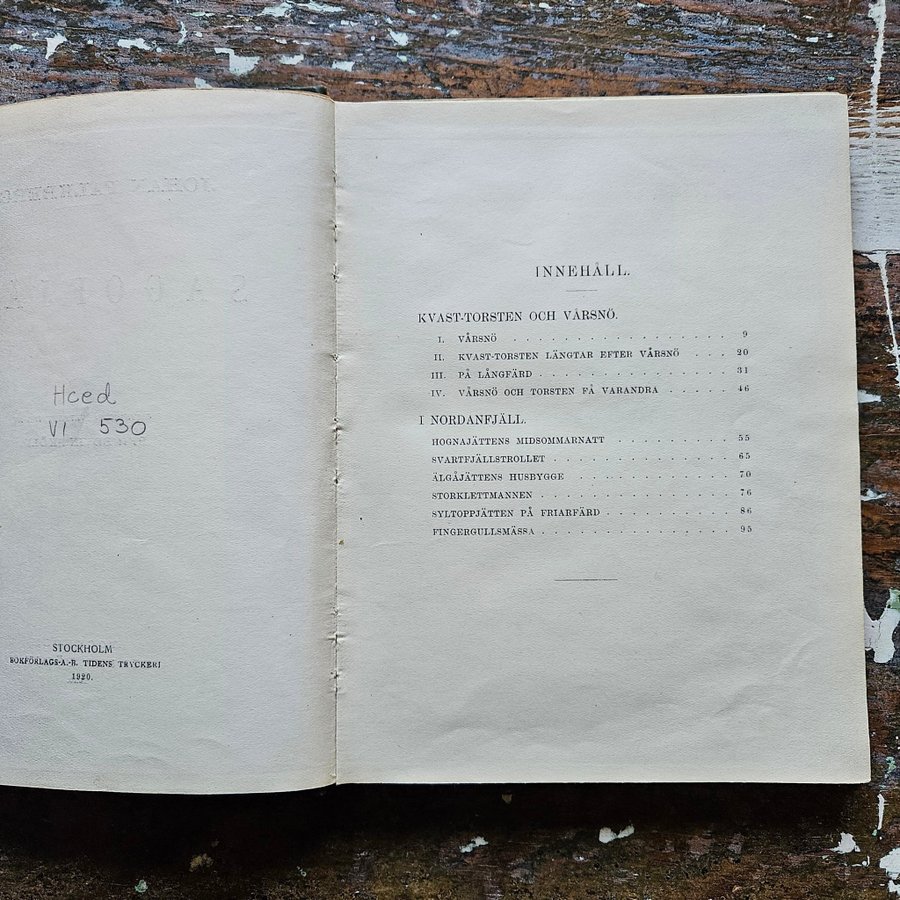 Hced
VI 530
STOCKHOLM
BOKFÖRLAGS-A.-B. TIDENS TRYCKERI
1920.
INNEHÅLL.
KVAST-TORSTEN OCH VÅRSNÖ.
I. VÅRSNÖ . . . . . . . . . . . . . . . . 9
II. KVAST-TORSTEN LÄNGTAR EFTER VÅRSNÖ . . . . 20
III. PÅ LÅNGFÄRD . . . . . . . . . . . . . 31
IV. VÅRSNÖ OCH TORSTEN FÅ VARANDRA . . . . . . 46
I NORDANFJÄLL.
HOGNAJÄTTENS MIDSOMMARNATT . . . . . . . . . 55
SVARTFJÄLLSTROLLET . . . . . . . . . . . . . 65
ÄLGÅJÄTTENS HUSBYGGE . . . . . . . . . . . . 70
STORKLETTMANNEN . . . . . . . . . . . . . . 76
SYLTOPPJÄTTEN PÅ FRIARFÄRD . . . . . . . . . 86
FINGERGULLSMÄSSA . . . . . . . . . . . . . . 95